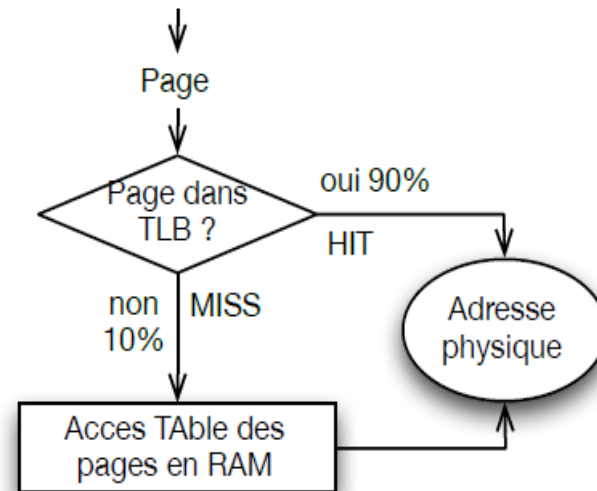 Page
Page dans
TLB ?
oui 90%
HIT
non
10%
MISS
Adresse
physique
Acces TAble des
pages en RAM